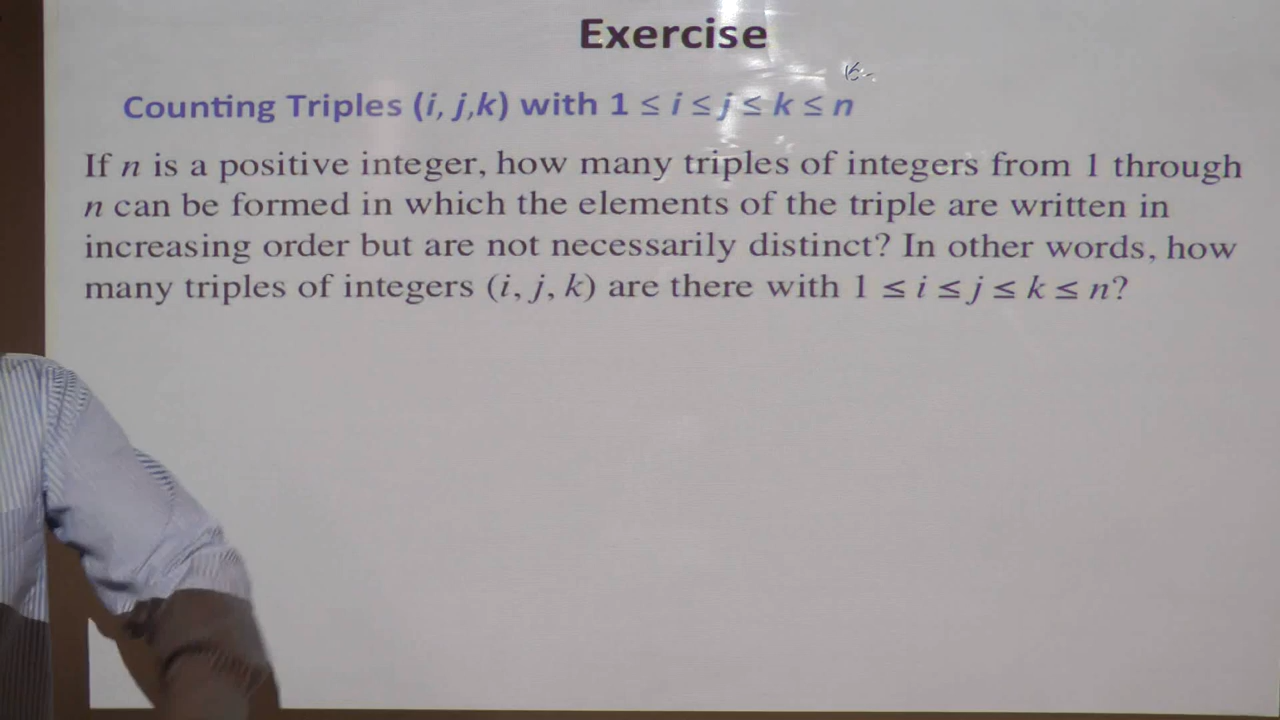 Exercise
Counting Triples (i, j,k) with 1 ≤ i ≤ j ≤ k ≤ n
If n is a positive integer, how many triples of integers from 1 through
n can be formed in which the elements of the triple are written in
increasing order but are not necessarily distinct? In other words, how
many triples of integers (i, j, k) are there with 1 ≤ i ≤ j ≤ k ≤ n?